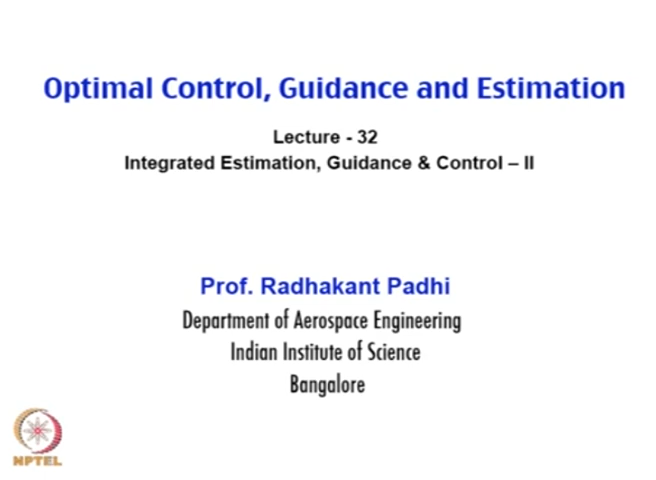 Optimal Control, Guidance and Estimation
Lecture - 32
Integrated Estimation, Guidance & Control – II
Prof. Radhakant Padhi
Department of Aerospace Engineering
Indian Institute of Science
Bangalore
NPTEL